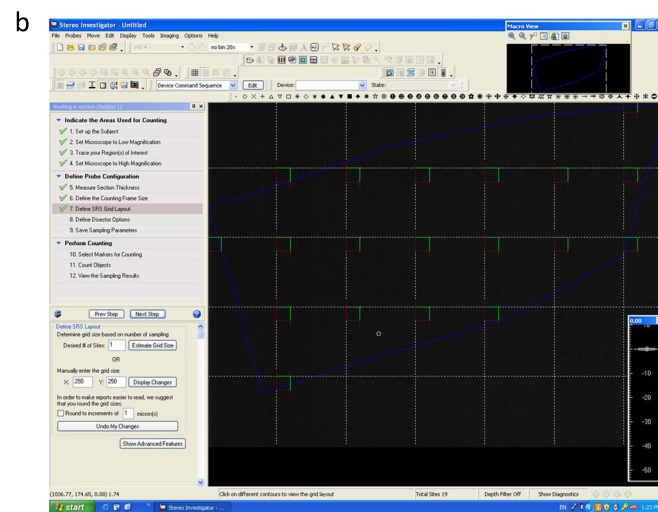 b
Stereo Investigator - Untitled
File Probes Move Edit Display Tools Imaging Options Help
no bin 20x
Device Command Sequence Edit Device: State:
Macro View
Working in section (Section 1)
Indicate the Areas Used for Counting
1. Set up the Subject
2. Set Microscope to Low Magnification
3. Trace your Region(s) of Interest
4. Set Microscope to High Magnification
Define Probe Configuration
5. Measure Section Thickness
6. Define the Counting Frame Size
7. Define SRS Grid Layout
8. Define Disector Options
9. Save Sampling Parameters
Perform Counting
10. Select Markers for Counting
11. Count Objects
12. View the Sampling Results
Prev Step Next Step
Define SRS Layout
Determine grid size based on number of sampling
Desired # of Sites: 1 Estimate Grid Size
OR
Manually enter the grid size:
X: 250 Y: 250 Display Changes
In order to make reports easier to read, we suggest
that you round the grid sizes.
Round to increments of 1 micron(s)
Undo My Changes
Show Advanced Features
0.00
-10
-20
-30
-40
-50
(1036.77, 174.65, 0.00) 1.74 Click on different contours to view the grid layout Total Sites 19 Depth Filter Off Show Diagnostics
start Stereo Investigator - ... EN 1:25 PM